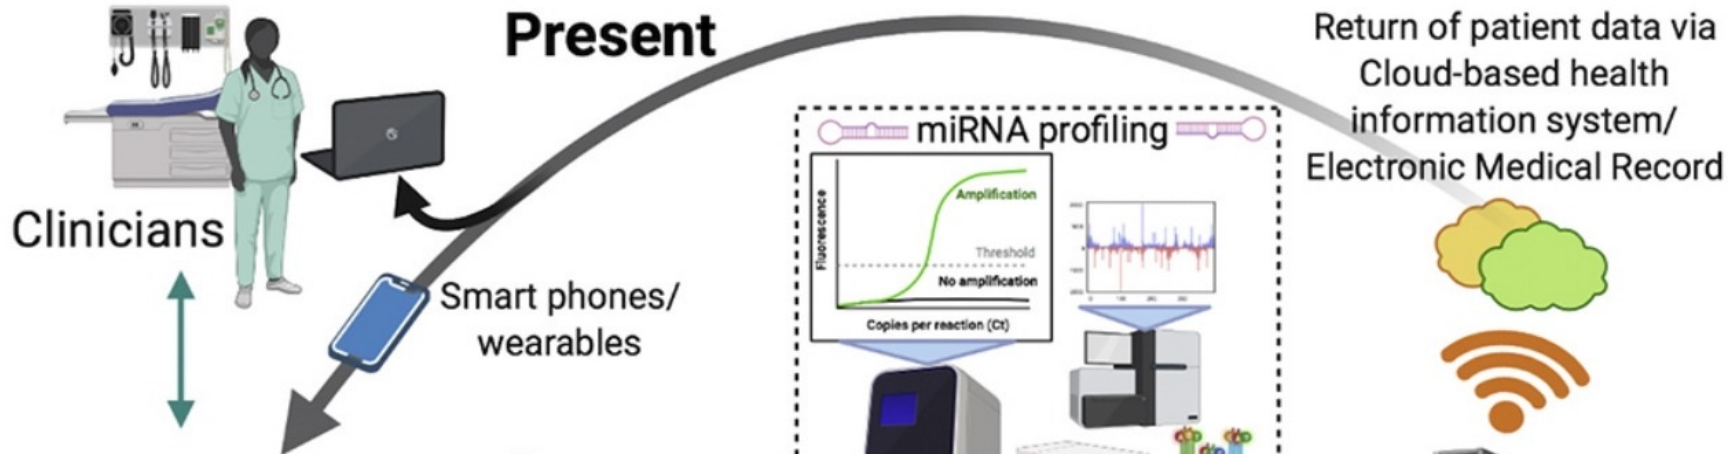 Present
Return of patient data via
Cloud-based health
information system/
Electronic Medical Record
Clinicians
Smart phones/
wearables
miRNA profiling
Fluorescence
Amplification
Threshold
No amplification
Copies per reaction (Ct)